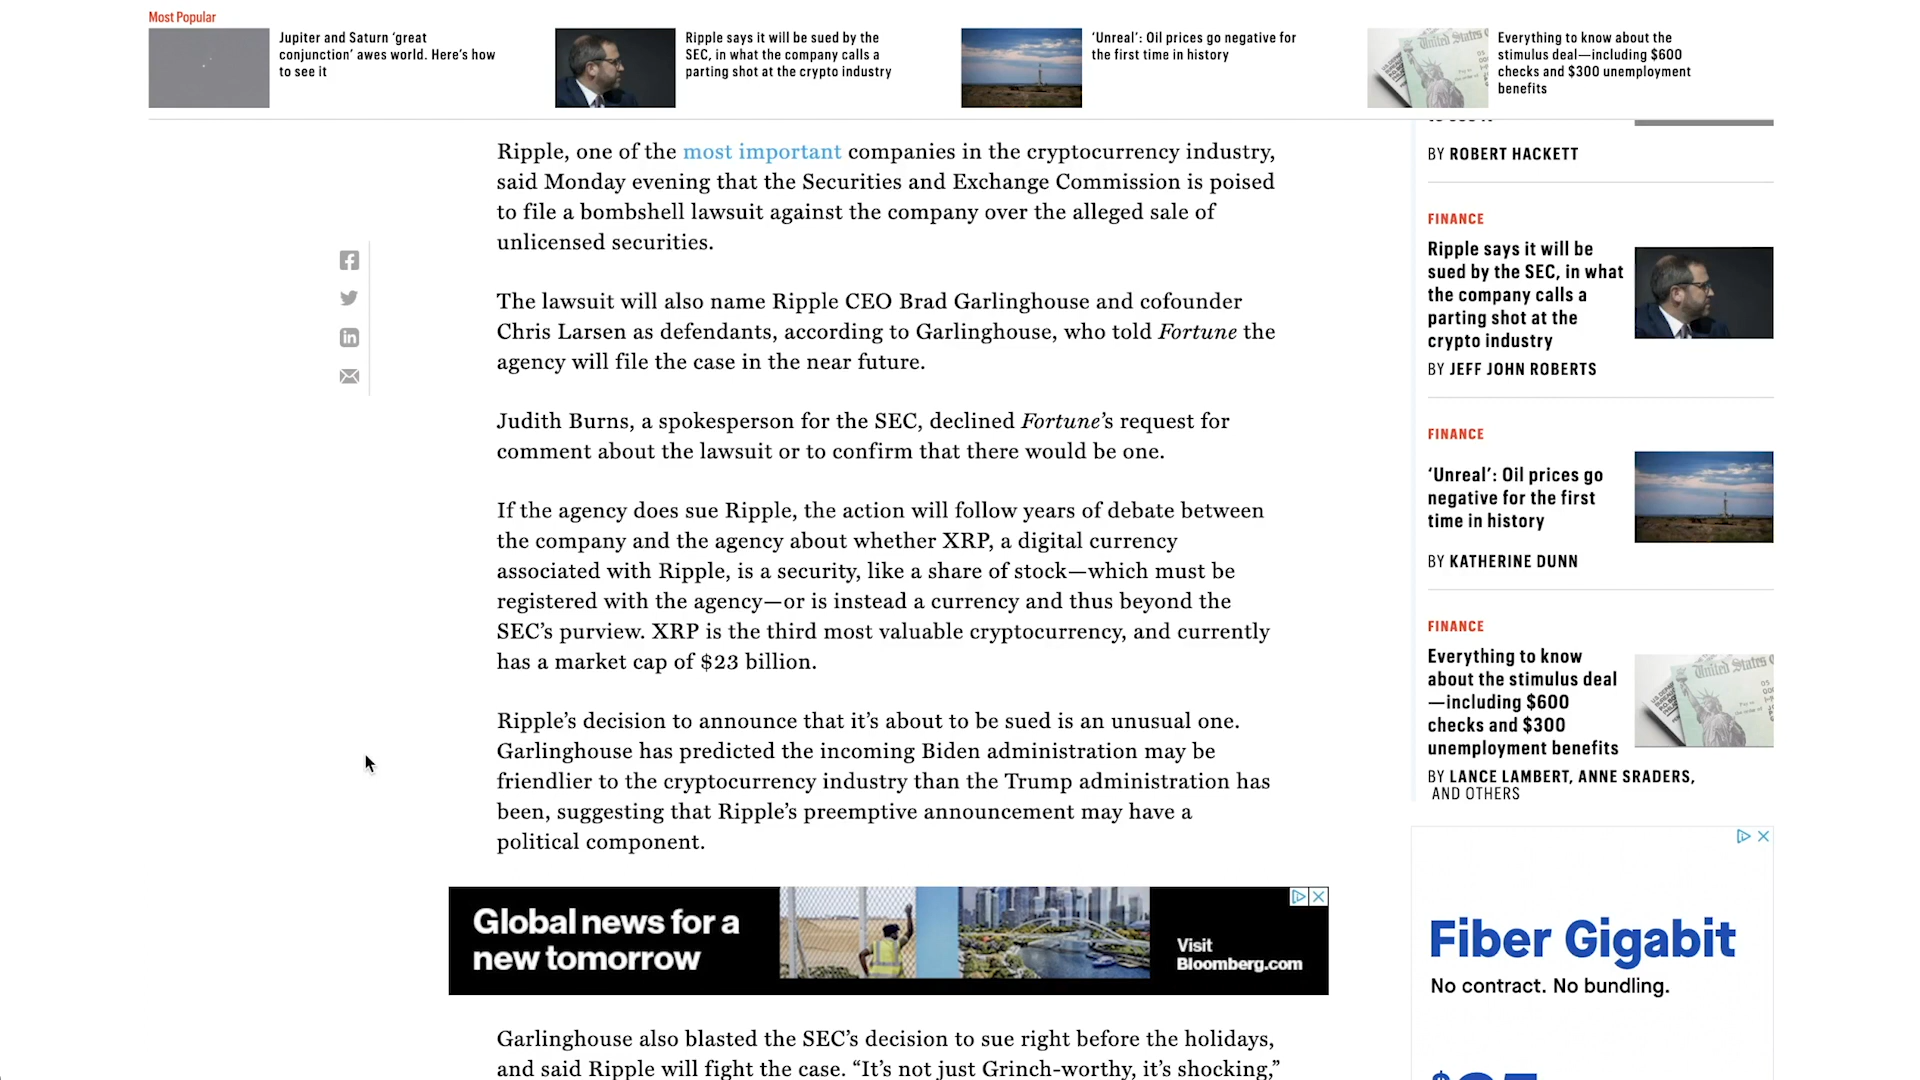 Most Popular
Jupiter and Saturn ‘great
conjunction’ awes world. Here’s how
to see it
Ripple says it will be sued by the
SEC, in what the company calls a
parting shot at the crypto industry
‘Unreal’: Oil prices go negative for
the first time in history
Everything to know about the
stimulus deal—including $600
checks and $300 unemployment
benefits
Ripple, one of the most important companies in the cryptocurrency industry,
said Monday evening that the Securities and Exchange Commission is poised
to file a bombshell lawsuit against the company over the alleged sale of
unlicensed securities.
The lawsuit will also name Ripple CEO Brad Garlinghouse and cofounder
Chris Larsen as defendants, according to Garlinghouse, who told Fortune the
agency will file the case in the near future.
Judith Burns, a spokesperson for the SEC, declined Fortune’s request for
comment about the lawsuit or to confirm that there would be one.
If the agency does sue Ripple, the action will follow years of debate between
the company and the agency about whether XRP, a digital currency
associated with Ripple, is a security, like a share of stock—which must be
registered with the agency—or is instead a currency and thus beyond the
SEC’s purview. XRP is the third most valuable cryptocurrency, and currently
has a market cap of $23 billion.
Ripple’s decision to announce that it’s about to be sued is an unusual one.
Garlinghouse has predicted the incoming Biden administration may be
friendlier to the cryptocurrency industry than the Trump administration has
been, suggesting that Ripple’s preemptive announcement may have a
political component.
Global news for a
new tomorrow
Visit
Bloomberg.com
Garlinghouse also blasted the SEC’s decision to sue right before the holidays,
and said Ripple will fight the case. “It’s not just Grinch-worthy, it’s shocking,”
BY ROBERT HACKETT
FINANCE
Ripple says it will be
sued by the SEC, in what
the company calls a
parting shot at the
crypto industry
BY JEFF JOHN ROBERTS
FINANCE
‘Unreal’: Oil prices go
negative for the first
time in history
BY KATHERINE DUNN
FINANCE
Everything to know
about the stimulus deal
—including $600
checks and $300
unemployment benefits
BY LANCE LAMBERT, ANNE SRADERS,
AND OTHERS
United States
Fiber Gigabit
No contract. No bundling.